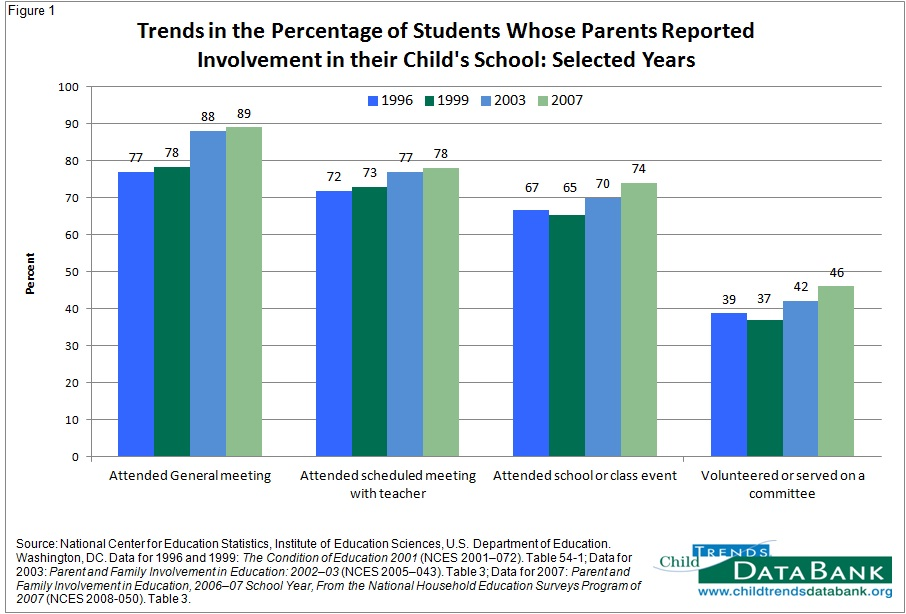 Figure 1
Trends in the Percentage of Students Whose Parents Reported
Involvement in their Child's School: Selected Years
1996 1999 2003 2007
Percent
100
90
80
70
60
50
40
30
20
10
0
77 78 88 89
72 73 77 78
67 65 70 74
39 37 42 46
Attended General meeting
Attended scheduled meeting
with teacher
Attended school or class event
Volunteered or served on a
committee
Source: National Center for Education Statistics, Institute of Education Sciences, U.S. Department of Education.
Washington, DC. Data for 1996 and 1999: The Condition of Education 2001 (NCES 2001–072). Table 54-1; Data for
2003: Parent and Family Involvement in Education: 2002–03 (NCES 2005–043). Table 3; Data for 2007: Parent and
Family Involvement in Education, 2006–07 School Year, From the National Household Education Surveys Program of
2007 (NCES 2008-050). Table 3.
Child TRENDS
DATABANK
www.childtrendsdatabank.org